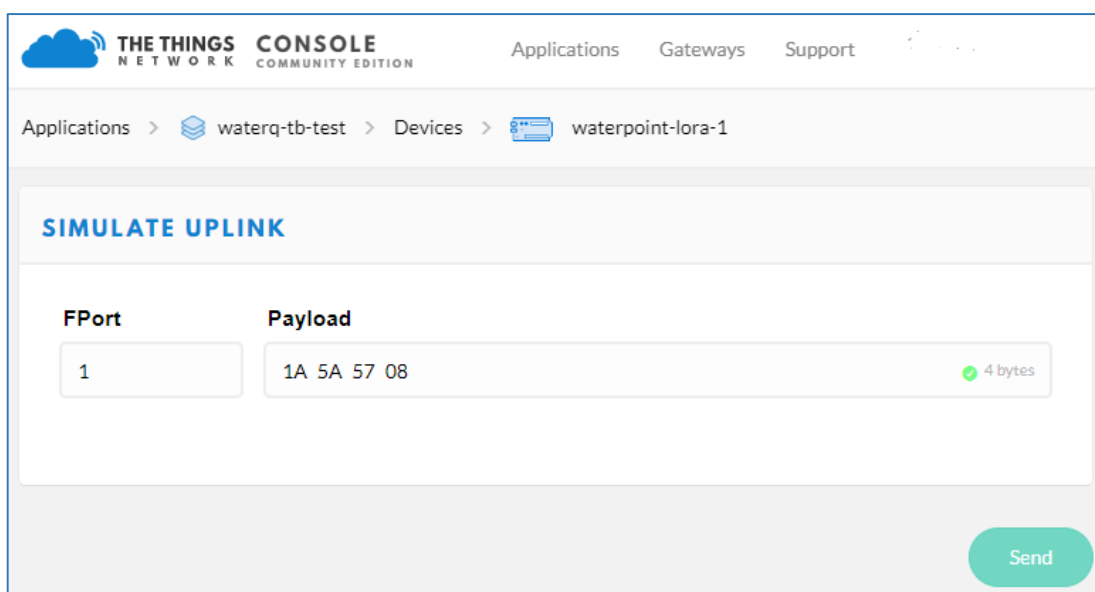 THE THINGS NETWORK CONSOLE COMMUNITY EDITION Applications Gateways Support
Applications > waterq-tb-test > Devices > waterpoint-lora-1
SIMULATE UPLINK
FPort Payload
1 1A 5A 57 08 4 bytes
Send